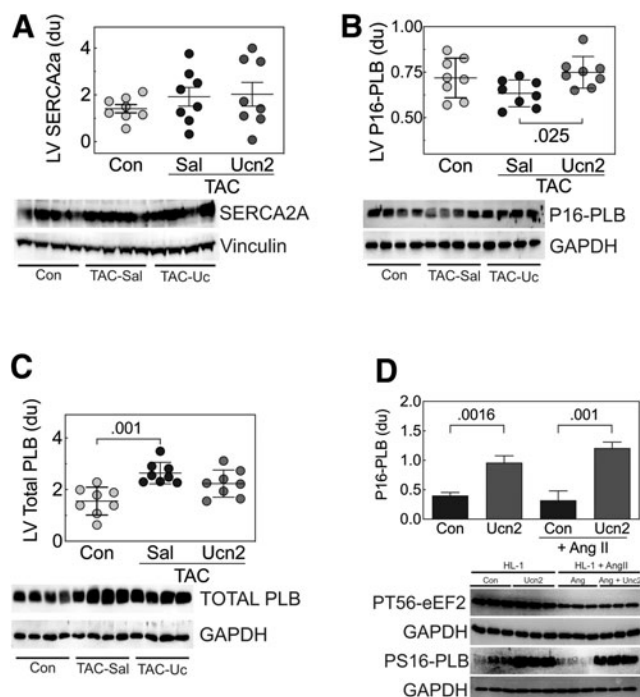 A
LV SERCA2a (du)
4
2
0
Con
Sal
Ucn2
TAC
SERCA2A
Vinculin
Con
TAC-Sal
TAC-Uc
B
LV P16-PLB (du)
1.00
0.75
0.50
.025
Con
Sal
Ucn2
TAC
P16-PLB
GAPDH
Con
TAC-Sal
TAC-Uc
C
LV Total PLB (du)
4
2
0
.001
Con
Sal
Ucn2
TAC
TOTAL PLB
GAPDH
Con
TAC-Sal
TAC-Uc
D
P16-PLB (du)
2.0
1.5
1.0
0.5
0.0
.0016
.001
Con
Ucn2
Con
Ucn2
+ Ang II
HL-1
HL-1 + AngII
Con
Ucn2
Ang
Ang + Unc2
PT56-eEF2
GAPDH
PS16-PLB
GAPDH